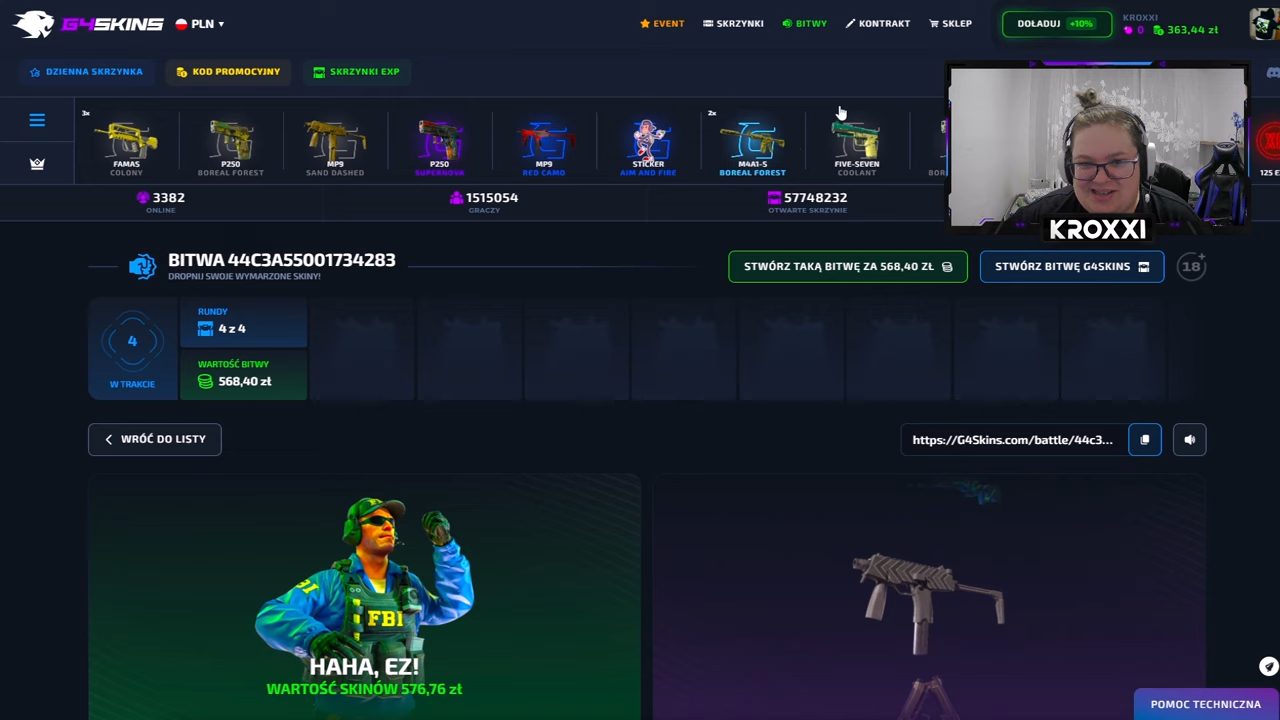 G4SKINS
PLN
EVENT
SKRZYNKI
BITWY
KONTRAKT
SKLEP
DOŁADUJ +10%
KROXXI
0 363,44 zł
DZIENNA SKRZYNKA
KOD PROMOCYJNY
SKRZYNKI EXP
3x
FAMAS
COLONY
P250
BOREAL FOREST
MP9
SAND DASHED
P250
SUPERNOVA
MP9
RED CAMO
STICKER
AIM AND FIRE
2x
M4A1-S
BOREAL FOREST
FIVE-SEVEN
COOLANT
3382
ONLINE
1515054
GRACZY
57748232
OTWARTE SKRZYNIE
KROXXI
BITWA 44C3A55001734283
DROPNIJ SWOJE WYMARZONE SKINY!
STWÓRZ TAKĄ BITWĘ ZA 568,40 ZŁ
STWÓRZ BITWĘ G4SKINS
18+
4
W TRAKCIE
RUNDY
4 z 4
WARTOŚĆ BITWY
568,40 zł
WRÓĆ DO LISTY
https://G4Skins.com/battle/44c3...
FBI
HAHA, EZ!
WARTOŚĆ SKINÓW 576,76 zł
POMOC TECHNICZNA